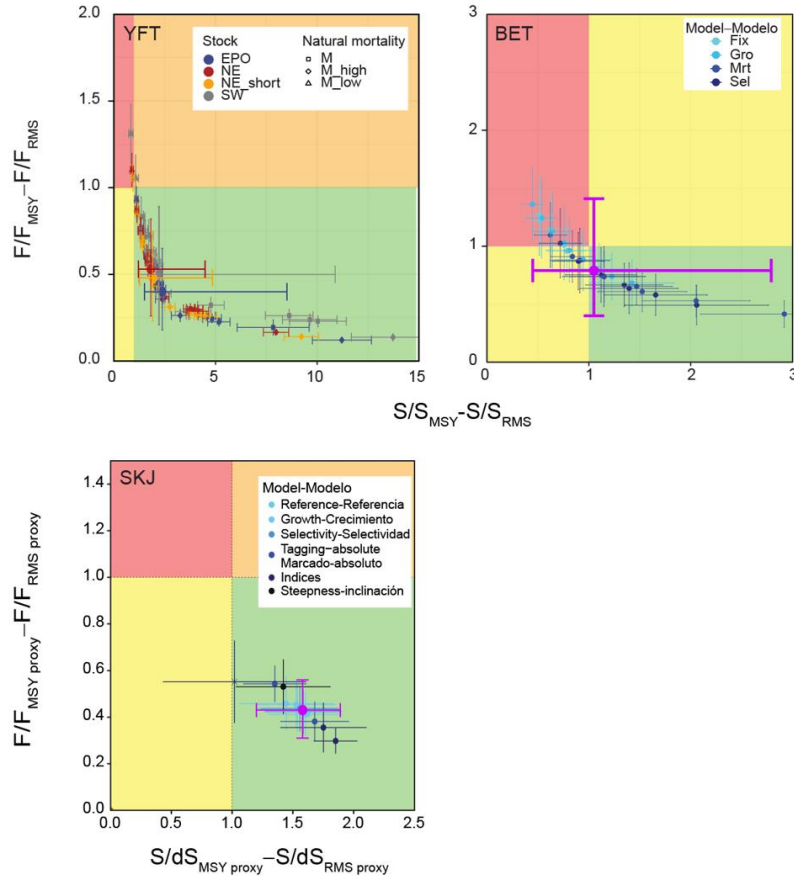 YFT
Stock
EPO
NE
NE_short
SW
Natural mortality
M
M_high
M_low
2.0
1.5
1.0
0.5
0.0
0
5
10
15
F/F_MSY–F/F_RMS
BET
Model–Modelo
Fix
Gro
Mrt
Sel
3
2
1
0
0
1
2
3
S/S_MSY-S/S_RMS
SKJ
Model-Modelo
Reference-Referencia
Growth-Crecimiento
Selectivity-Selectividad
Tagging–absolute
Marcado-absoluto
Indices
Steepness-inclinación
1.4
1.2
1.0
0.8
0.6
0.4
0.2
0.0
0.0
0.5
1.0
1.5
2.0
2.5
F/F_MSY proxy–F/F_RMS proxy
S/dS_MSY proxy–S/dS_RMS proxy